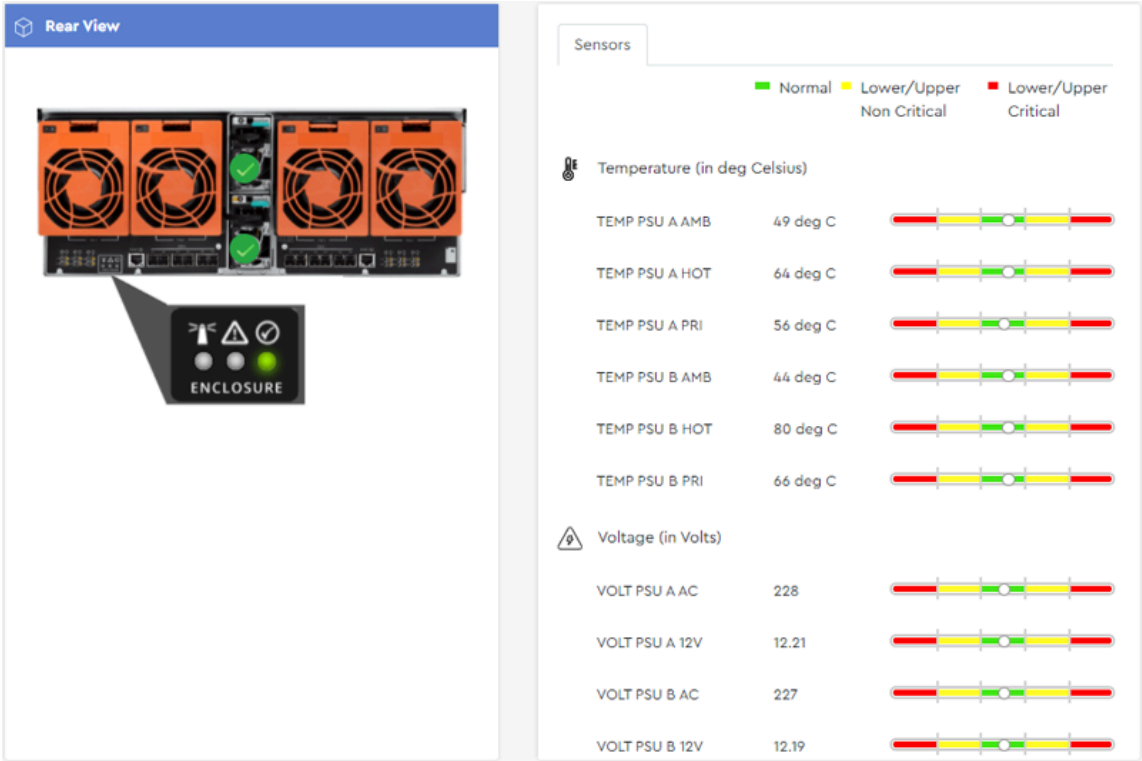 Rear View
ENCLOSURE
Sensors
Normal
Lower/Upper
Non Critical
Lower/Upper
Critical
Temperature (in deg Celsius)
TEMP PSU A AMB 49 deg C
TEMP PSU A HOT 64 deg C
TEMP PSU A PRI 56 deg C
TEMP PSU B AMB 44 deg C
TEMP PSU B HOT 80 deg C
TEMP PSU B PRI 66 deg C
Voltage (in Volts)
VOLT PSU A AC 228
VOLT PSU A 12V 12.21
VOLT PSU B AC 227
VOLT PSU B 12V 12.19